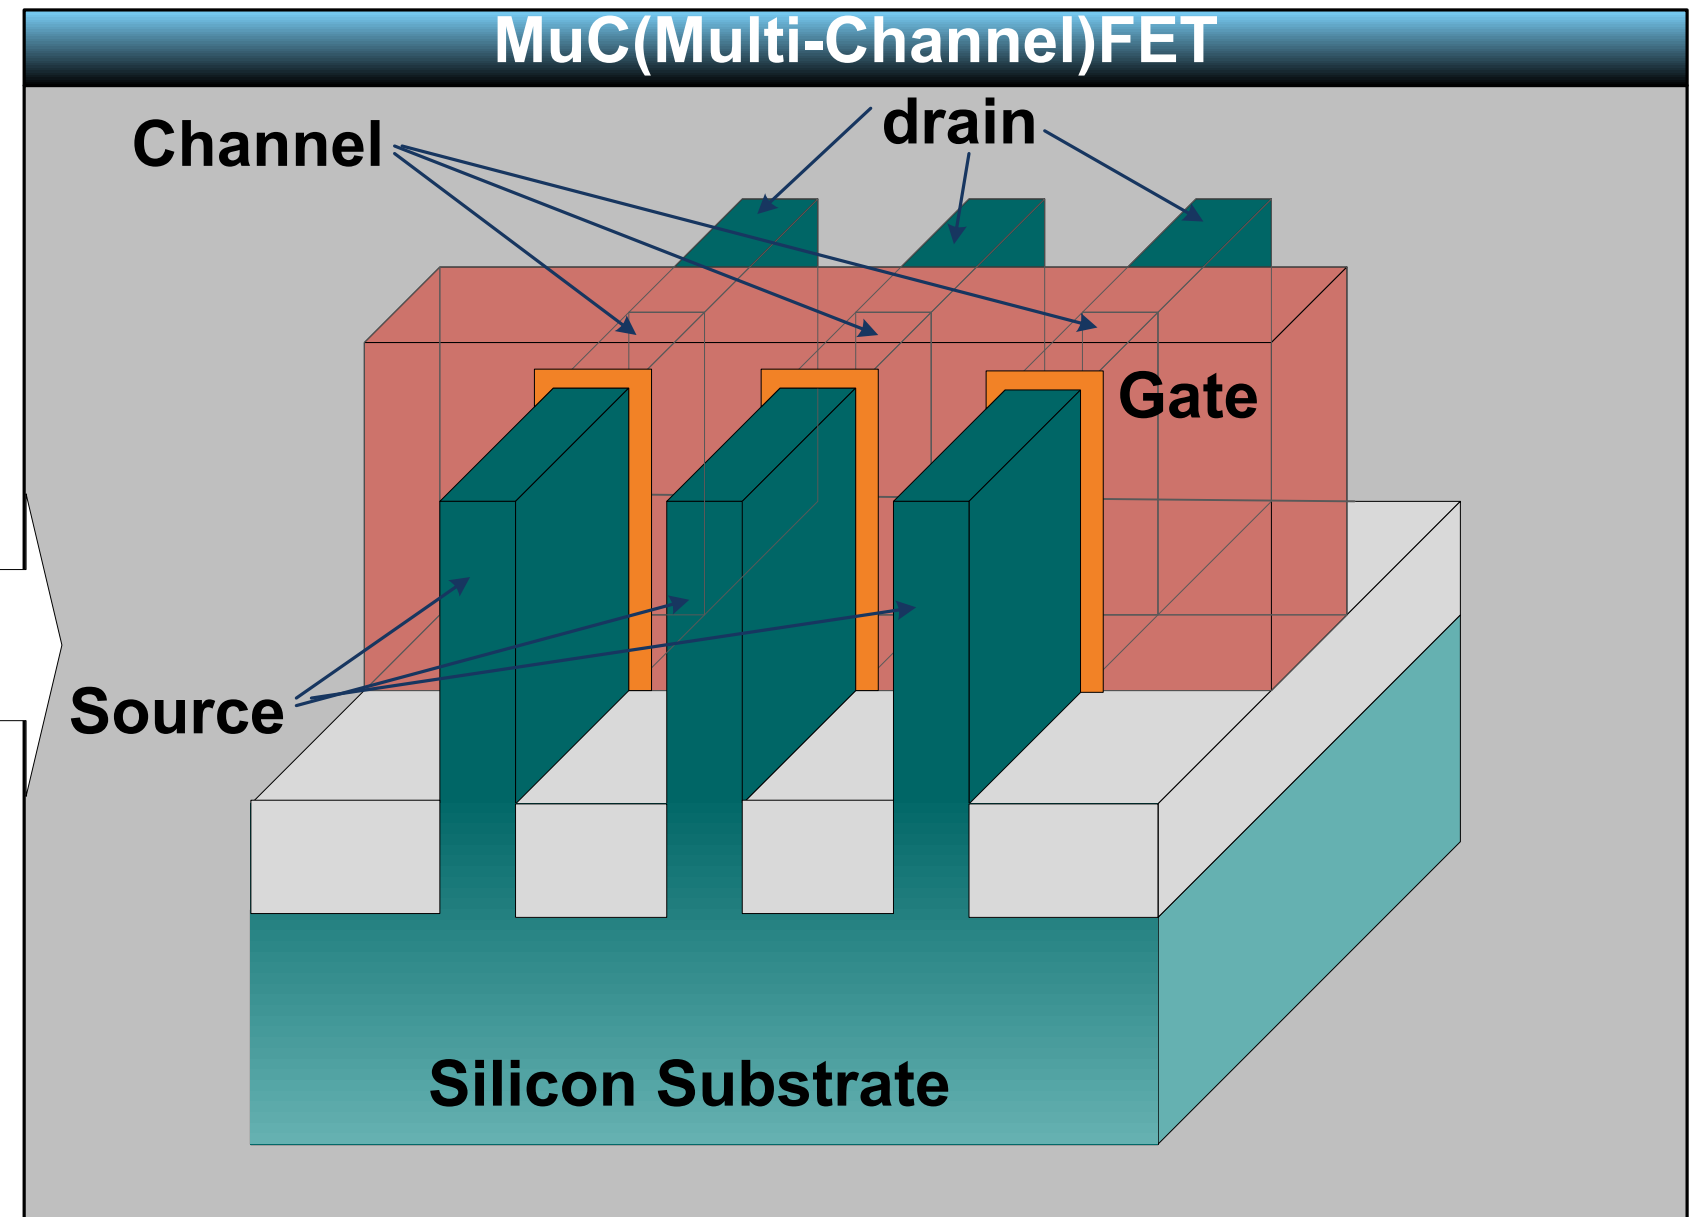 MuC(Multi-Channel)FET
Channel
drain
Gate
Source
Silicon Substrate